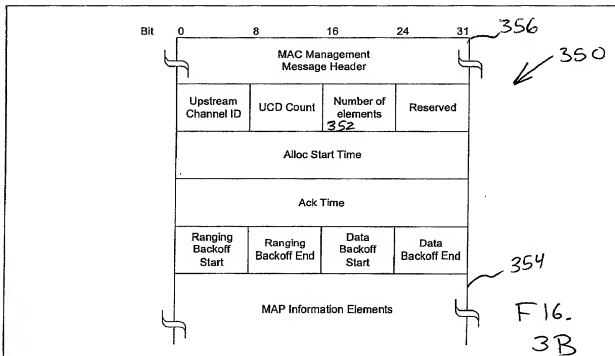 Bit 0 8 16 24 31
356
MAC Management
Message Header
350
Upstream Channel ID UCD Count Number of elements Reserved
352
Alloc Start Time
Ack Time
Ranging Backoff Start Ranging Backoff End Data Backoff Start Data Backoff End
354
MAP Information Elements
FIG.
3B